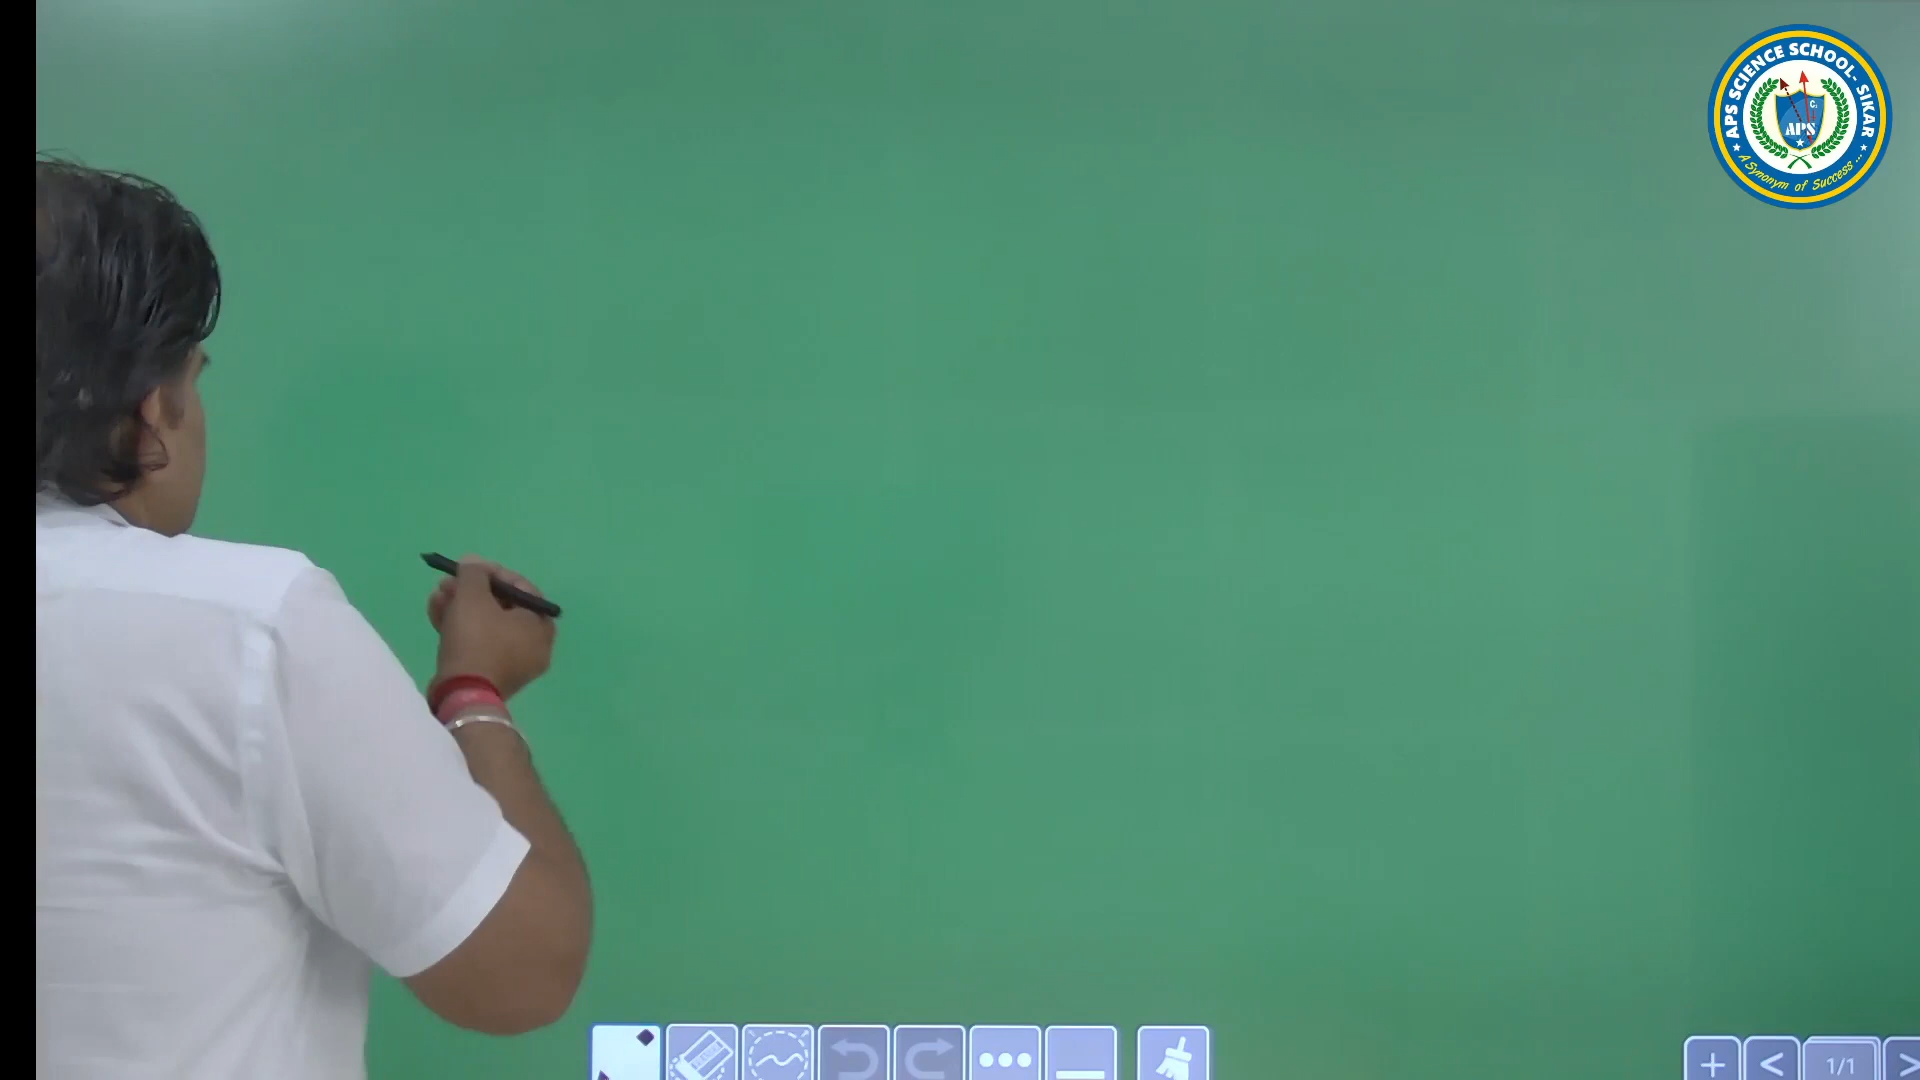 APS SCIENCE SCHOOL - SIKAR
C
APS
A Synonym of Success...
1/1